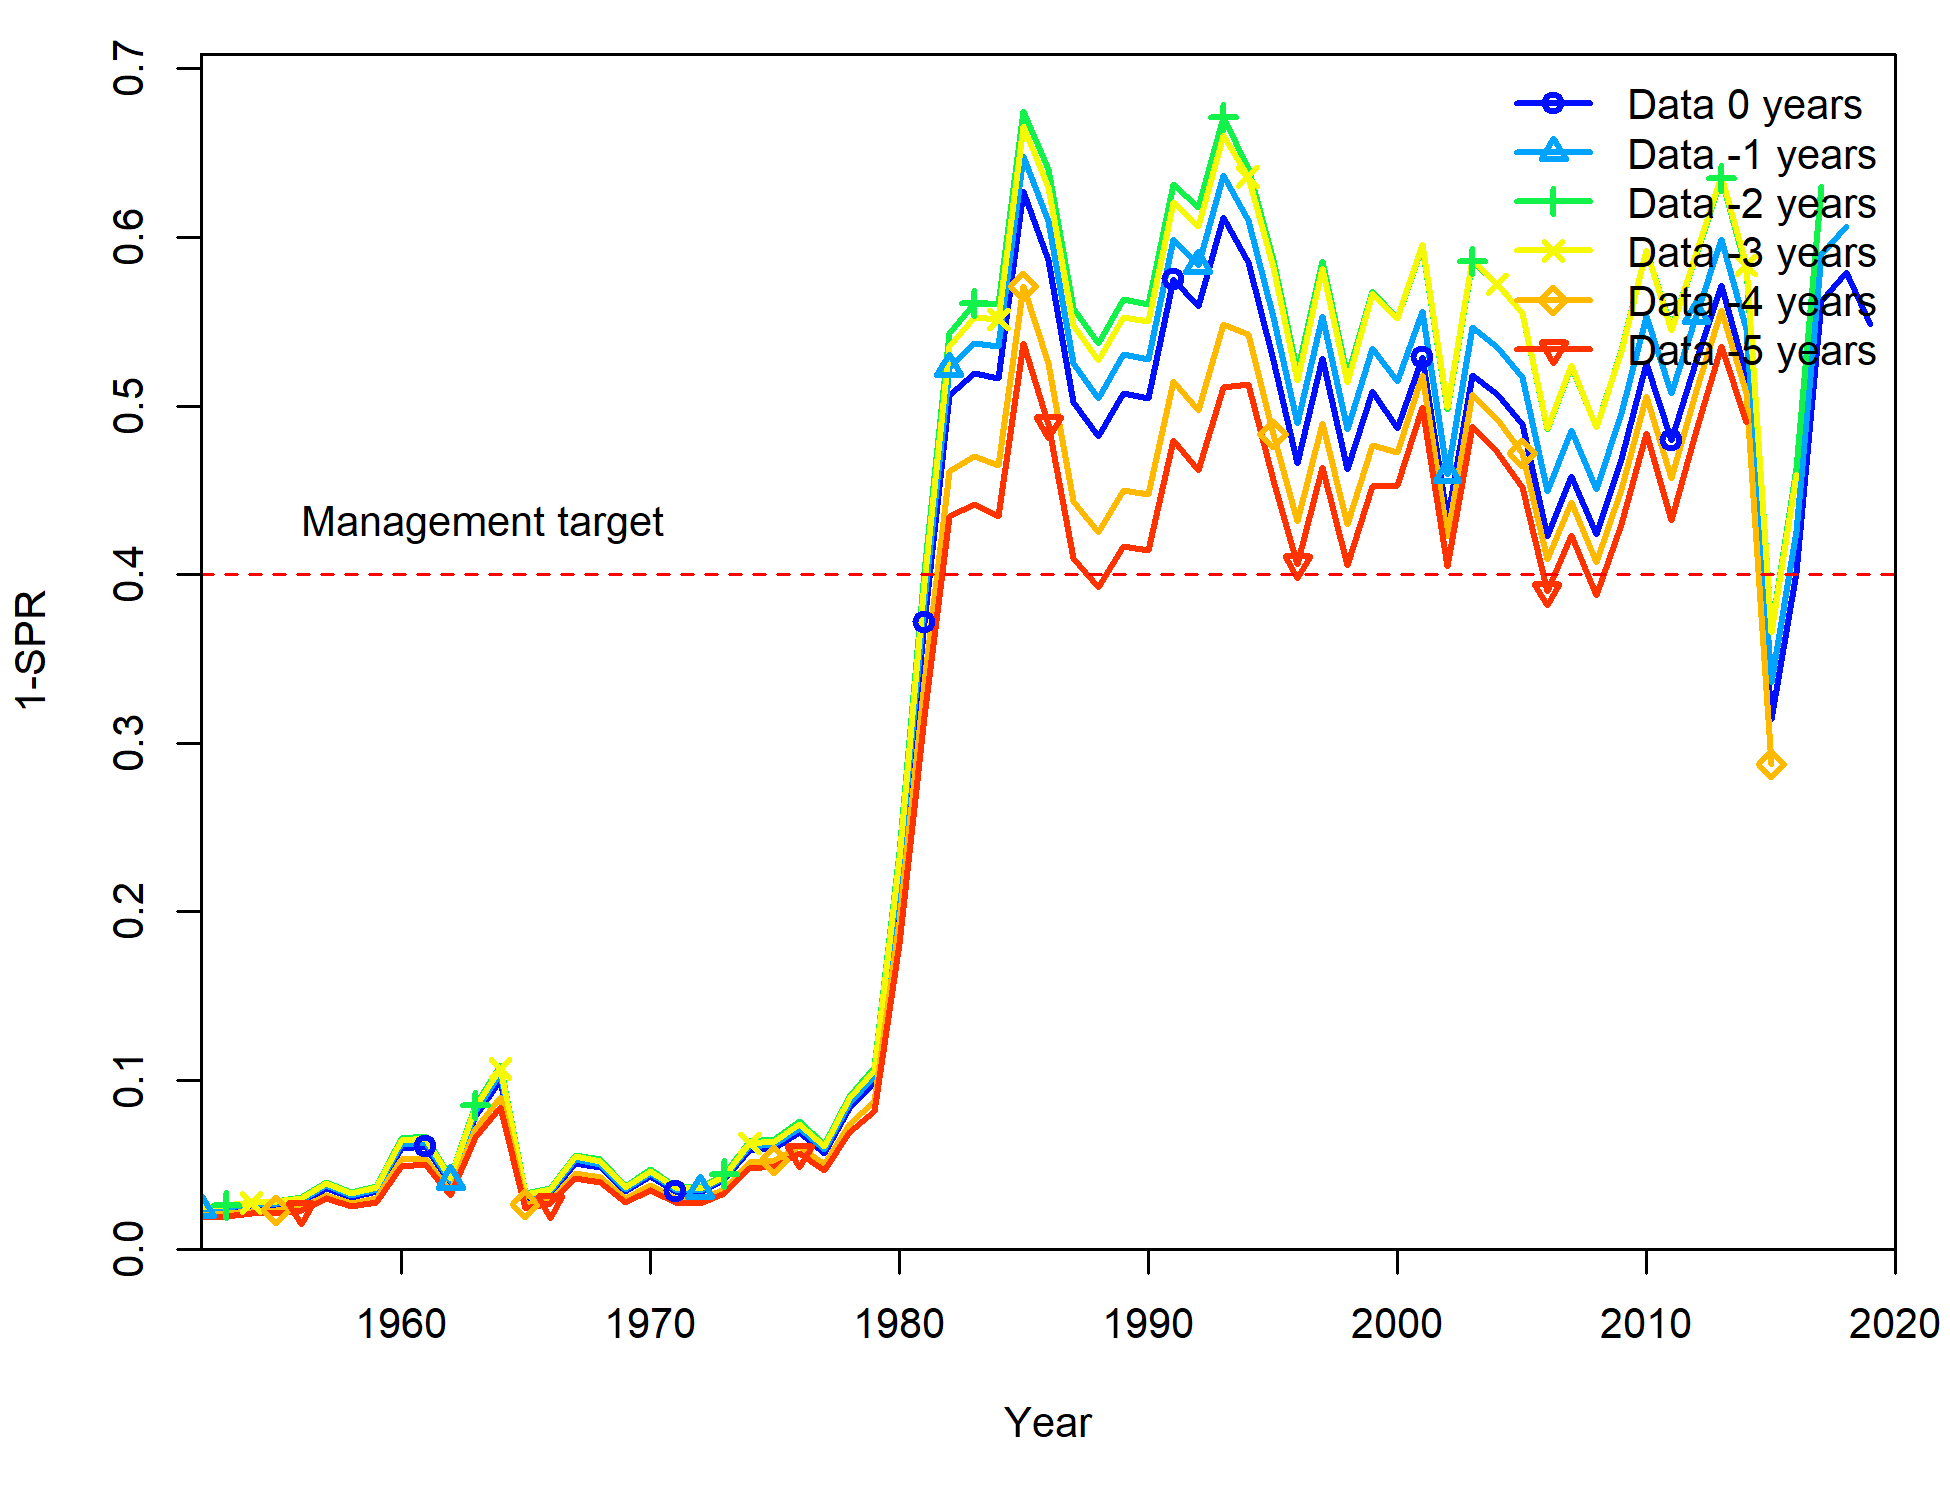 0.7
0.6
0.5
0.4
0.3
0.2
0.1
0.0
1-SPR
Data 0 years
Data -1 years
Data -2 years
Data -3 years
Data -4 years
Data -5 years
Management target
1960 1970 1980 1990 2000 2010 2020
Year